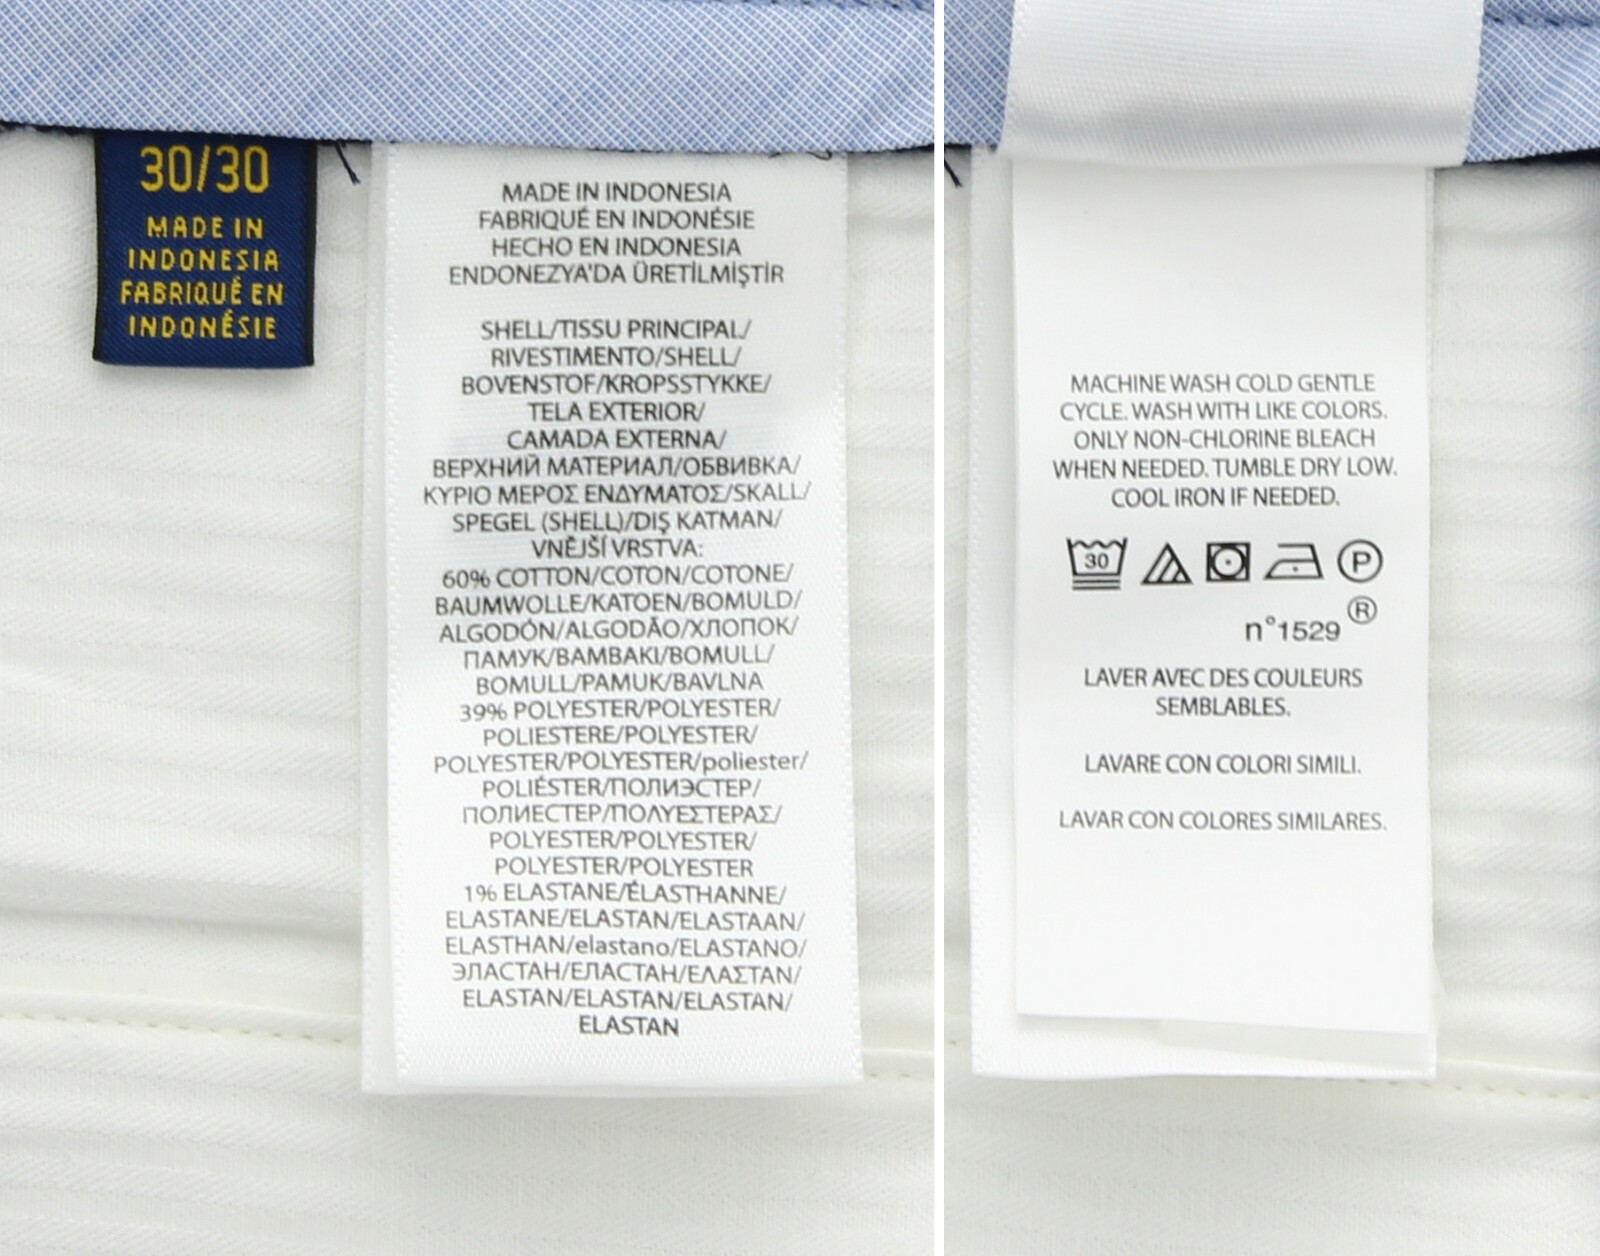 30/30
MADE IN
INDONESIA
FABRIQUÉ EN
INDONÉSIE
MADE IN INDONESIA
FABRIQUÉ EN INDONÉSIE
HECHO EN INDONESIA
ENDONEZYA'DA ÜRETİLMİŞTİR
SHELL/TISSU PRINCIPAL/
RIVESTIMENTO/SHELL/
BOVENSTOF/KROPSSTYKKE/
TELA EXTERIOR/
CAMADA EXTERNA/
ВЕРХНИЙ МАТЕРИАЛ/ОБВИВКА/
ΚΥΡΙΟ ΜΕΡΟΣ ΕΝΔΥΜΑΤΟΣ/SKALL/
SPEGEL (SHELL)/DIŞ KATMAN/
VNĚJŠÍ VRSTVA:
60% COTTON/COTON/COTONE/
BAUMWOLLE/KATOEN/BOMULD/
ALGODÓN/ALGODÃO/ХЛОПОК/
ПАМУК/ΒΑΜΒΑΚΙ/BOMULL/
BOMULL/PAMUK/BAVLNA
39% POLYESTER/POLYESTER/
POLIESTERE/POLYESTER/
POLYESTER/POLYESTER/poliester/
POLIÉSTER/ПОЛИЭСТЕР/
ПОЛИЕСТЕР/ΠΟΛΥΕΣΤΕΡΑΣ/
POLYESTER/POLYESTER/
POLYESTER/POLYESTER
1% ELASTANE/ÉLASTHANNE/
ELASTANE/ELASTAN/ELASTAAN/
ELASTHAN/elastano/ELASTANO/
ЭЛАСТАН/ЕЛАСТАН/ΕΛΑΣΤΑΝ/
ELASTAN/ELASTAN/ELASTAN/
ELASTAN
MACHINE WASH COLD GENTLE
CYCLE. WASH WITH LIKE COLORS.
ONLY NON-CHLORINE BLEACH
WHEN NEEDED. TUMBLE DRY LOW.
COOL IRON IF NEEDED.
30 P
n°1529 ®
LAVER AVEC DES COULEURS
SEMBLABLES.
LAVARE CON COLORI SIMILI.
LAVAR CON COLORES SIMILARES.